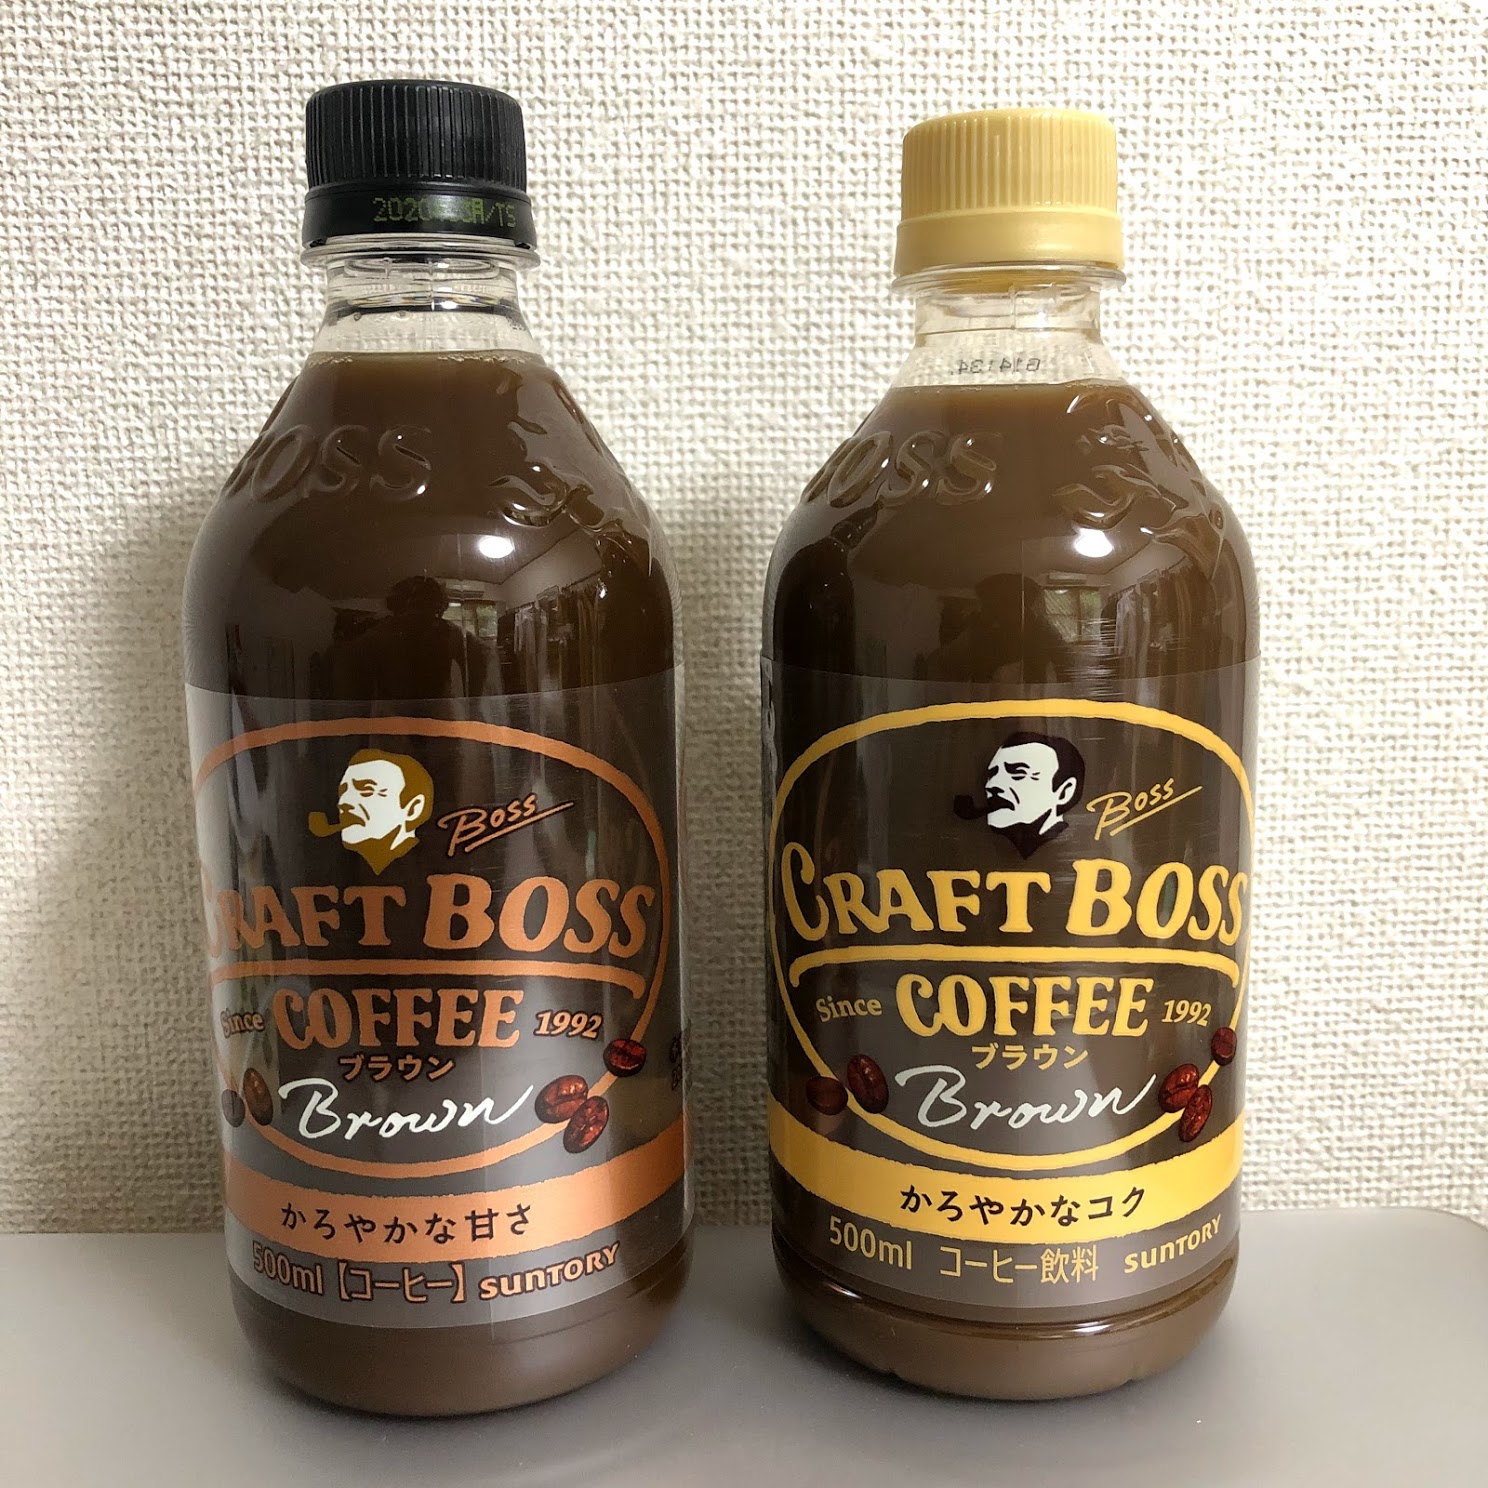 BOSS
Boss
CRAFT BOSS
Since COFFEE 1992
ブラウン
Brown
かろやかな甘さ
500ml【コーヒー】SUNTORY
BOSS
Boss
CRAFT BOSS
Since COFFEE 1992
ブラウン
Brown
かろやかなコク
500ml コーヒー飲料 SUNTORY